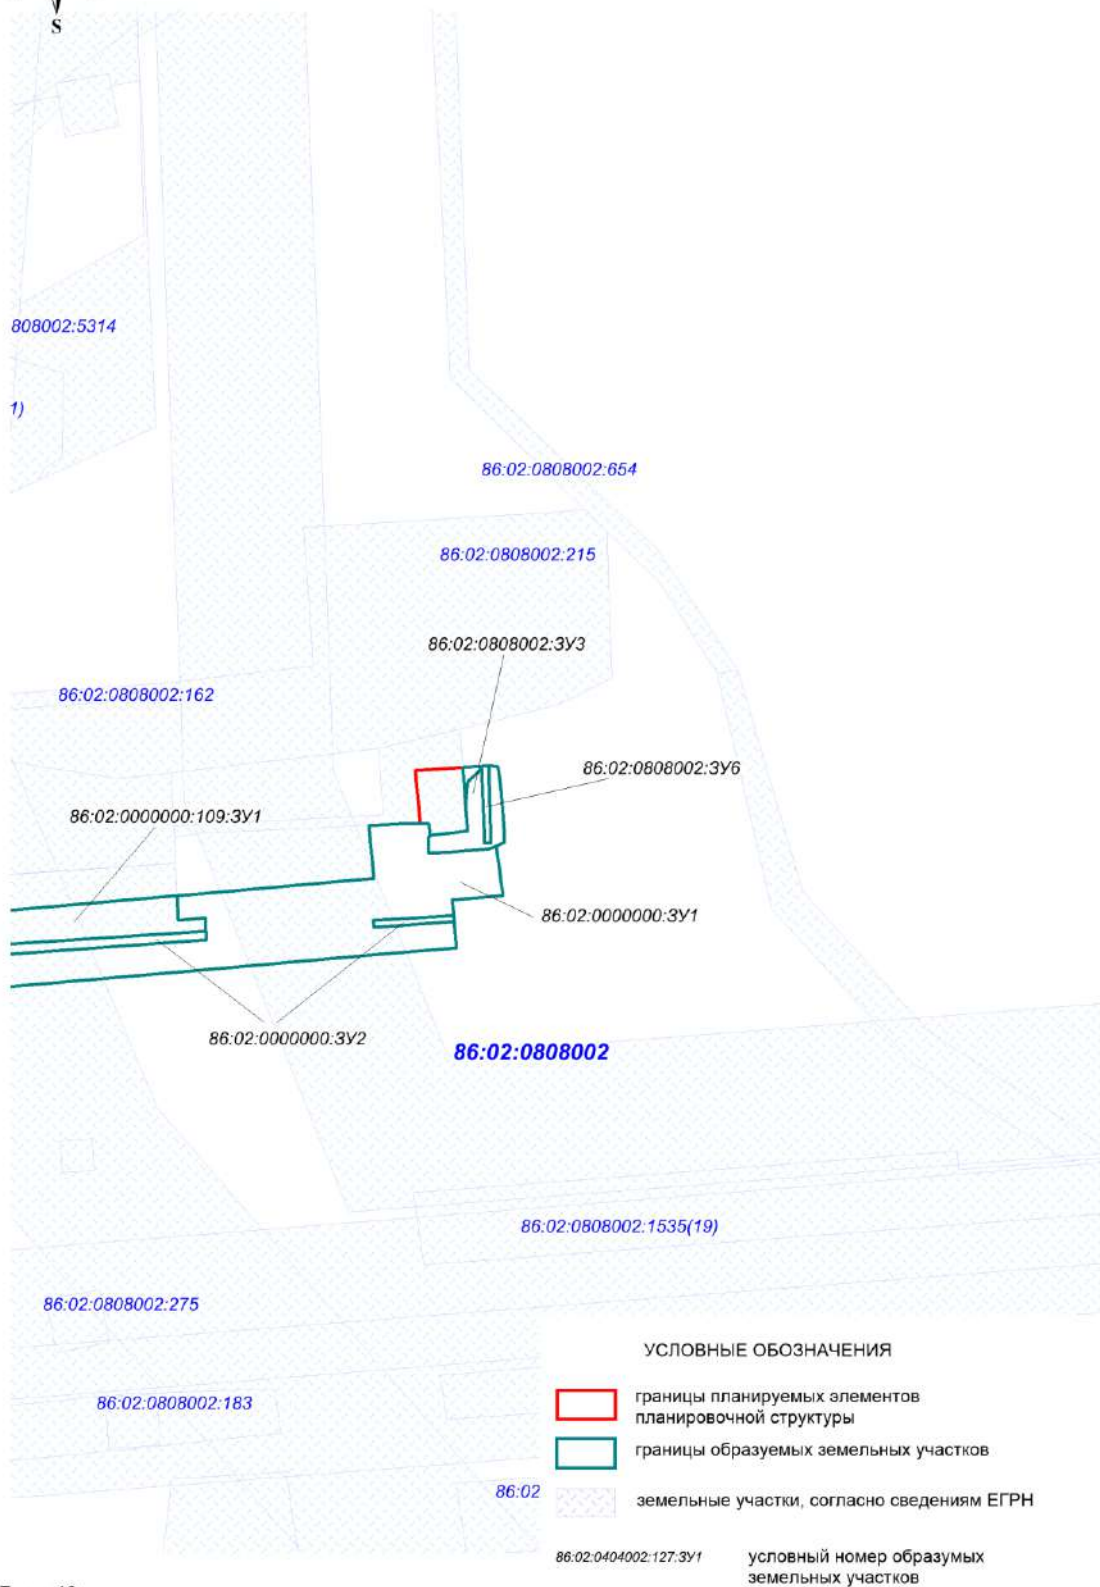 S
808002:5314
1)
86:02:0808002:654
86:02:0808002:215
86:02:0808002:ЗУ3
86:02:0808002:162
86:02:0808002:ЗУ6
86:02:0000000:109:ЗУ1
86:02:0000000:ЗУ1
86:02:0000000:ЗУ2
86:02:0808002
86:02:0808002:1535(19)
86:02:0808002:275
УСЛОВНЫЕ ОБОЗНАЧЕНИЯ
границы планируемых элементов
планировочной структуры
86:02:0808002:183
границы образуемых земельных участков
86:02
земельные участки, согласно сведениям ЕГРН
86:02:0404002:127:ЗУ1
условный номер образумых
земельных участков